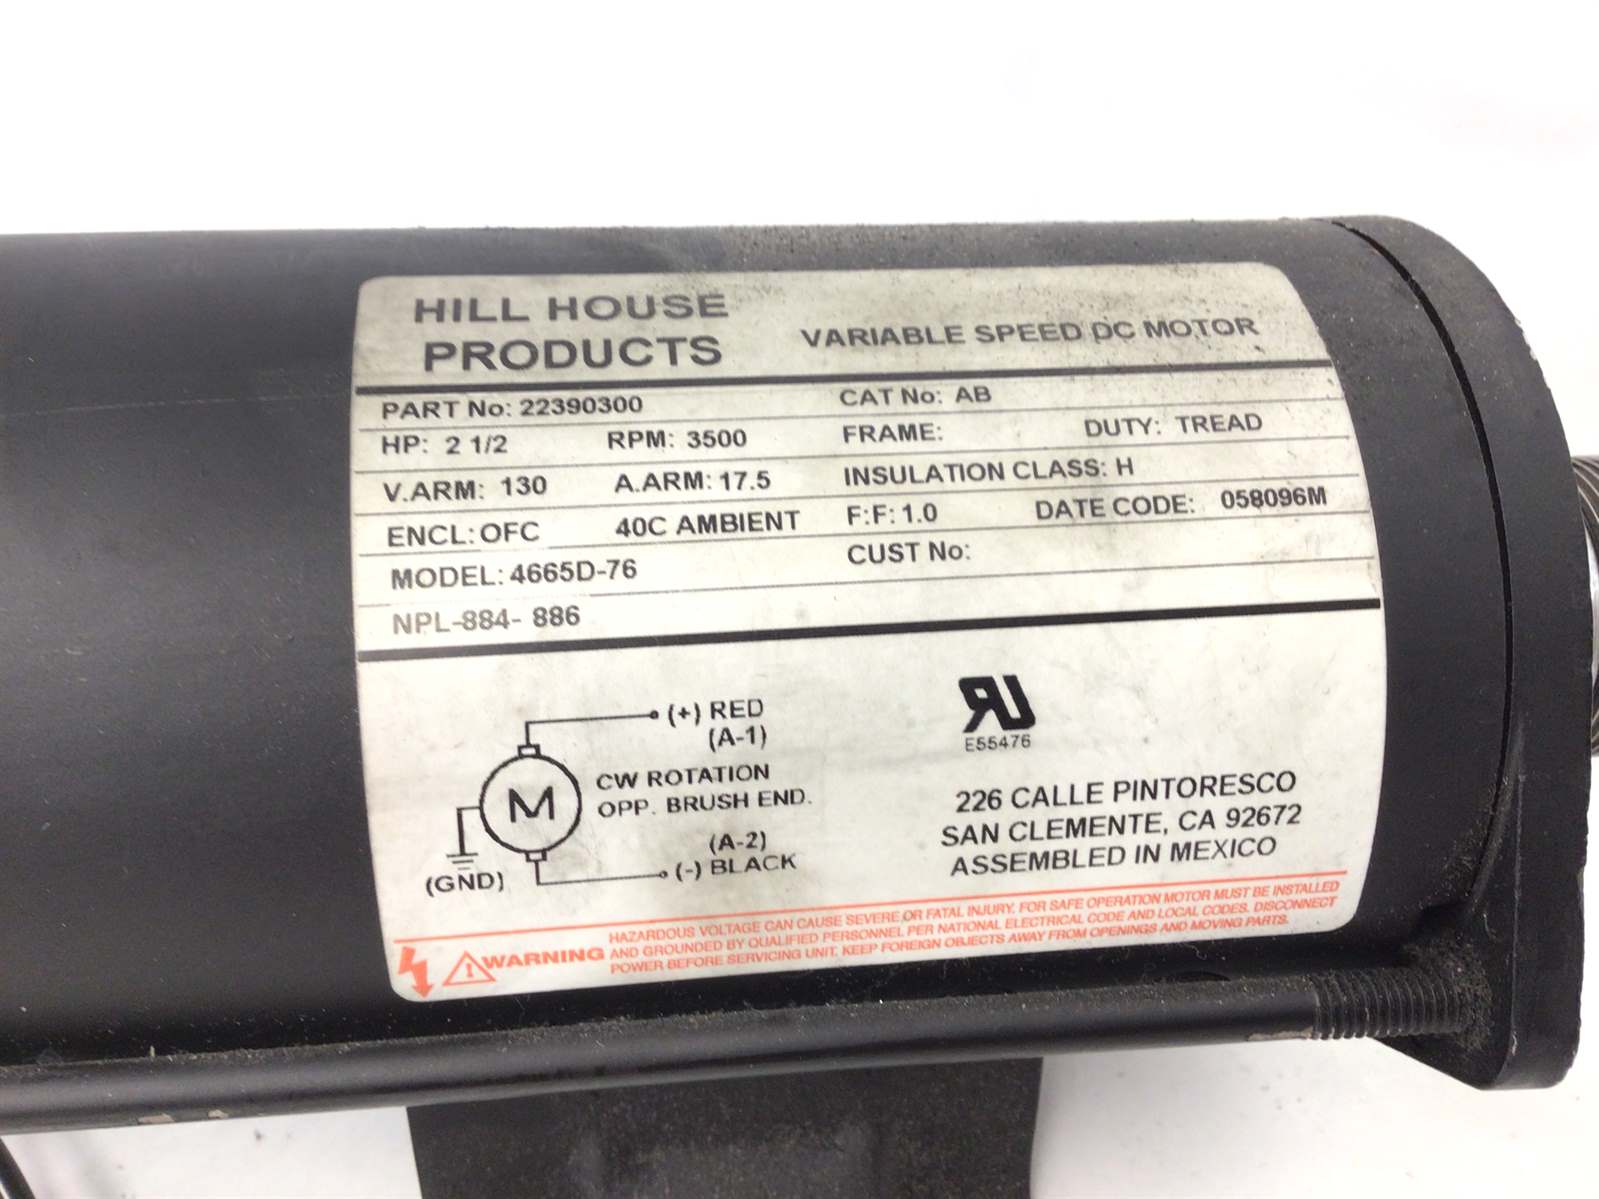 HILL HOUSE
PRODUCTS
VARIABLE SPEED DC MOTOR
PART No: 22390300
CAT No: AB
HP: 2 1/2 RPM: 3500
FRAME: DUTY: TREAD
V.ARM: 130 A.ARM: 17.5
INSULATION CLASS: H
ENCL: OFC 40C AMBIENT
F:F: 1.0 DATE CODE: 058096M
MODEL: 4665D-76
CUST No:
NPL-884- 886
(+) RED
(A-1)
CW ROTATION
OPP. BRUSH END.
M
(A-2)
(-) BLACK
(GND)
RU
E55476
226 CALLE PINTORESCO
SAN CLEMENTE, CA 92672
ASSEMBLED IN MEXICO
WARNING
HAZARDOUS VOLTAGE CAN CAUSE SEVERE OR FATAL INJURY. FOR SAFE OPERATION MOTOR MUST BE INSTALLED
AND GROUNDED BY QUALIFIED PERSONNEL PER NATIONAL ELECTRICAL CODE AND LOCAL CODES. DISCONNECT
POWER BEFORE SERVICING UNIT. KEEP FOREIGN OBJECTS AWAY FROM OPENINGS AND MOVING PARTS.